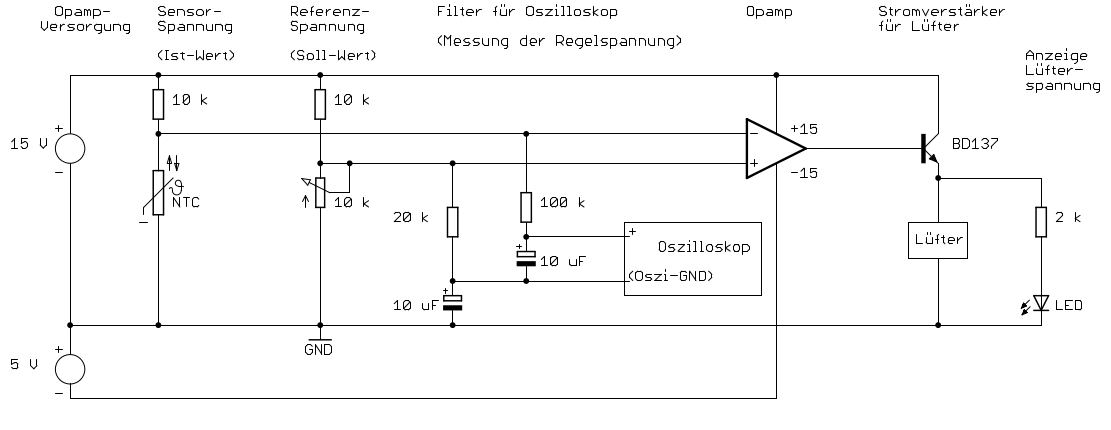 Opamp-
Versorgung
Sensor-
Spannung
(Ist-Wert)
Referenz-
Spannung
(Soll-Wert)
Filter für Oszilloskop
(Messung der Regelspannung)
Opamp
Stromverstärker
für Lüfter
Anzeige
Lüfter-
spannung
10 k
10 k
+
15 V
-
+15
-
+
-15
BD137
ϑ
NTC
-
10 k
20 k
100 k
+
Oszilloskop
(Oszi-GND)
+
10 uF
+
10 uF
Lüfter
2 k
LED
GND
+
5 V
-